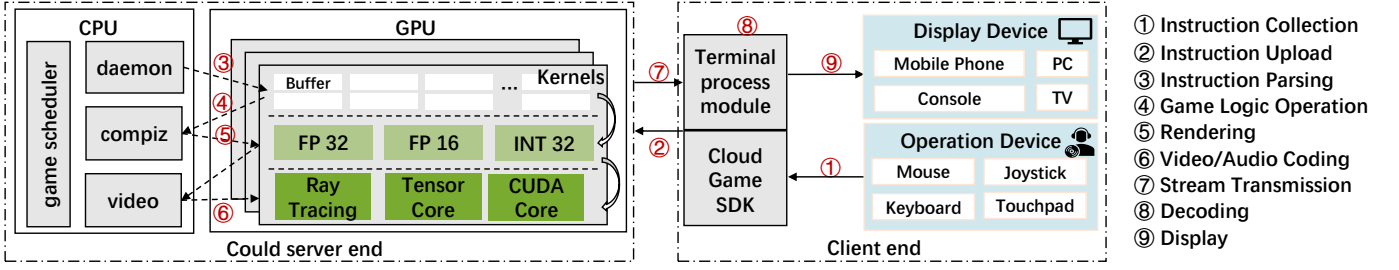 CPU
game scheduler
daemon
compiz
video
GPU
Kernels
Buffer
...
FP 32
FP 16
INT 32
Ray
Tracing
Tensor
Core
CUDA
Core
③
④
⑤
⑥
Could server end
⑦
②
⑧
Terminal
process
module
Cloud
Game
SDK
⑨
①
Display Device
Mobile Phone
PC
Console
TV
Operation Device
Mouse
Joystick
Keyboard
Touchpad
Client end
① Instruction Collection
② Instruction Upload
③ Instruction Parsing
④ Game Logic Operation
⑤ Rendering
⑥ Video/Audio Coding
⑦ Stream Transmission
⑧ Decoding
⑨ Display